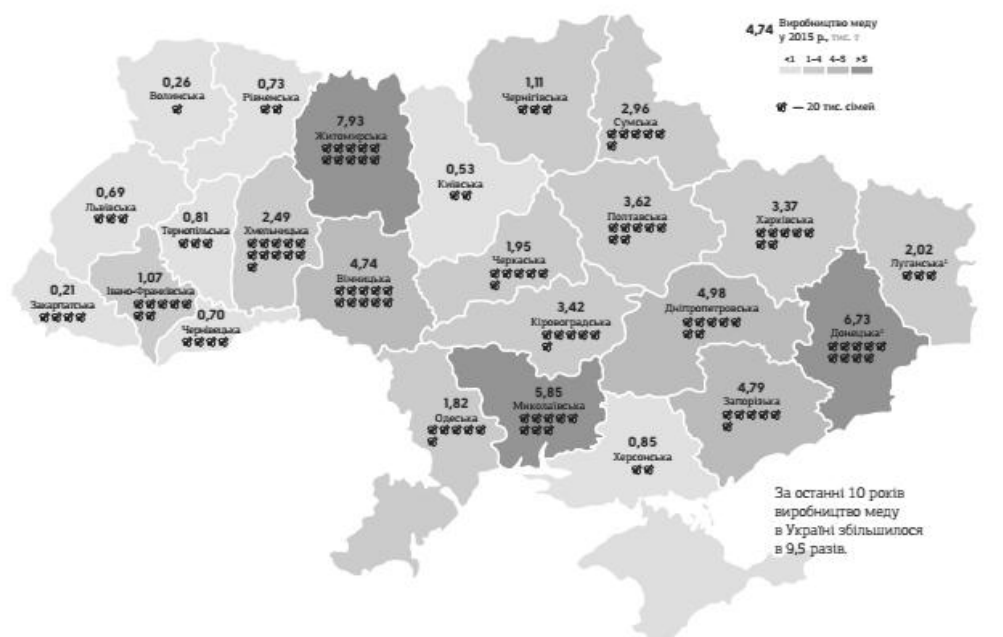 4,74 Виробництво меду
у 2015 р., тис. т
<1 1–4 4–5 >5
— 20 тис. сімей
0,26
Волинська
0,73
Рівненська
7,93
Житомирська
1,11
Чернігівська
2,96
Сумська
0,53
Київська
0,69
Львівська
0,81
Тернопільська
2,49
Хмельницька
3,62
Полтавська
3,37
Харківська
2,02
Луганська¹
1,95
Черкаська
4,74
Вінницька
0,21
Закарпатська
1,07
Івано-Франківська
0,70
Чернівецька
3,42
Кіровоградська
4,98
Дніпропетровська
6,73
Донецька²
1,82
Одеська
5,85
Миколаївська
4,79
Запорізька
0,85
Херсонська
За останні 10 років
виробництво меду
в Україні збільшилося
в 9,5 разів.